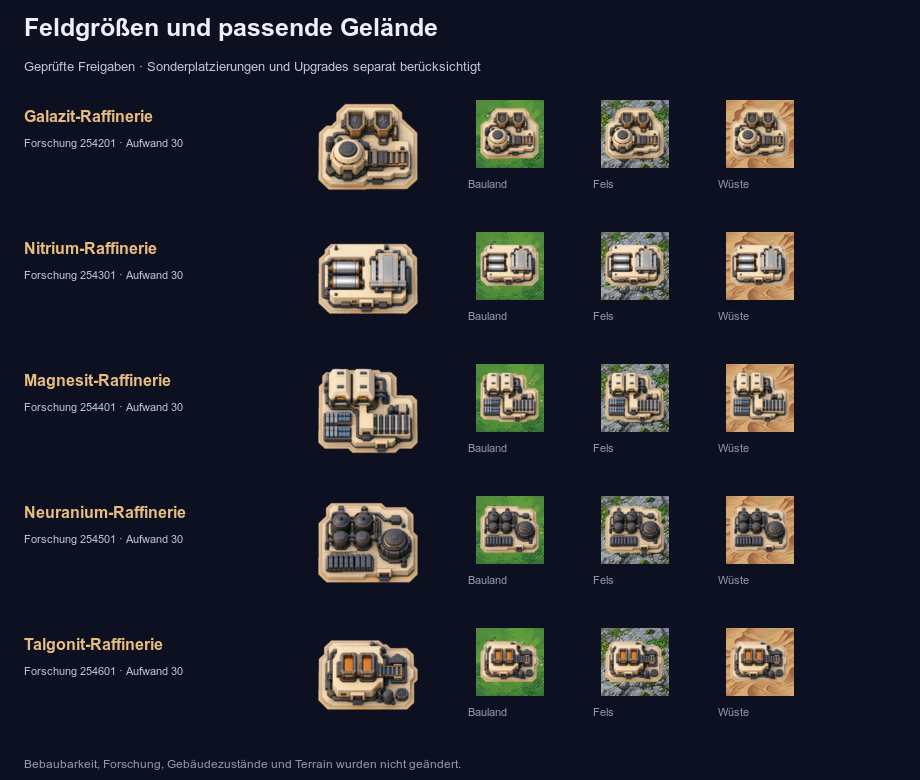 Feldgrößen und passende Gelände
Geprüfte Freigaben · Sonderplatzierungen und Upgrades separat berücksichtigt
Galazit-Raffinerie
Forschung 254201 · Aufwand 30
Bauland Fels Wüste
Nitrium-Raffinerie
Forschung 254301 · Aufwand 30
Bauland Fels Wüste
Magnesit-Raffinerie
Forschung 254401 · Aufwand 30
Bauland Fels Wüste
Neuranium-Raffinerie
Forschung 254501 · Aufwand 30
Bauland Fels Wüste
Talgonit-Raffinerie
Forschung 254601 · Aufwand 30
Bauland Fels Wüste
Bebaubarkeit, Forschung, Gebäudezustände und Terrain wurden nicht geändert.